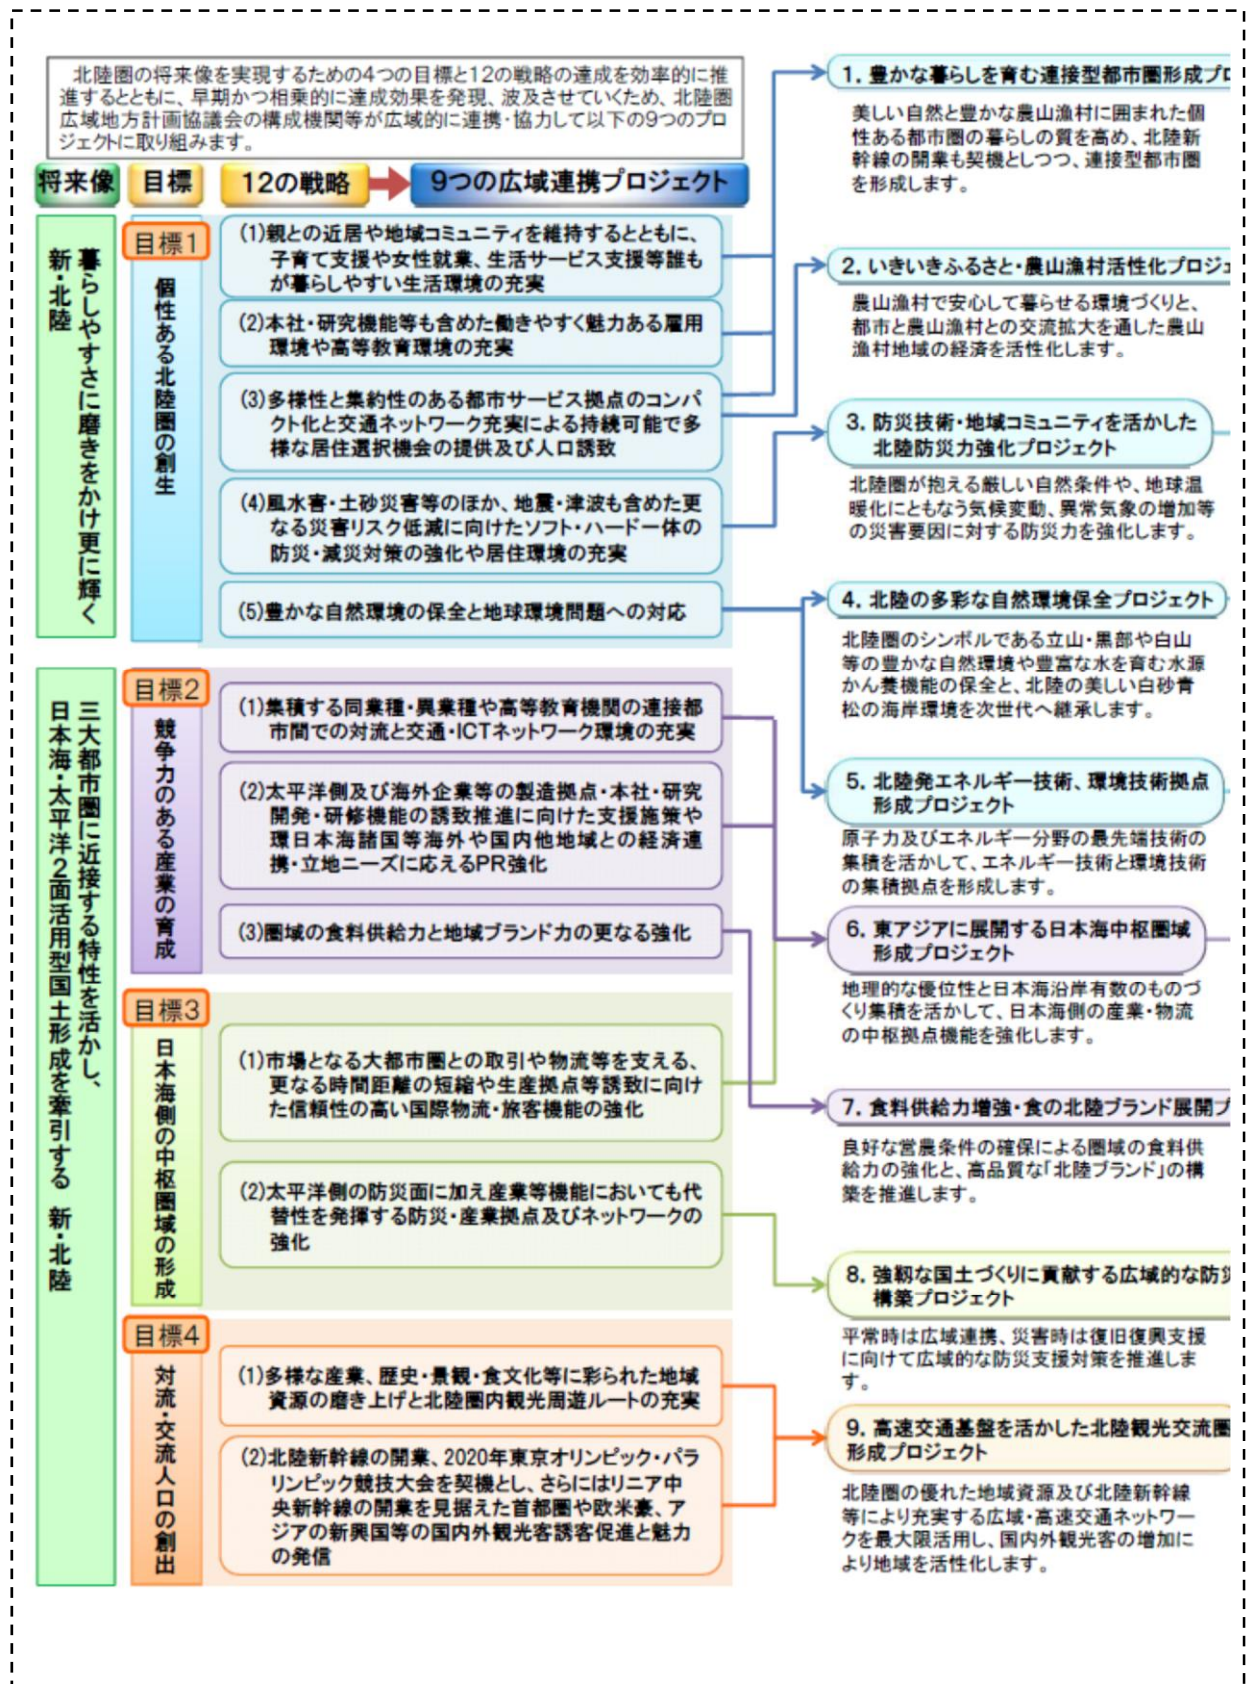 北陸圏の将来像を実現するための4つの目標と12の戦略の達成を効率的に推
進するとともに、早期かつ相乗的に達成効果を発現、波及させていくため、北陸圏
広域地方計画協議会の構成機関等が広域的に連携・協力して以下の9つのプロ
ジェクトに取り組みます。
将来像
目標
12の戦略
9つの広域連携プロジェクト
暮らしやすさに磨きをかけ更に輝く
新・北陸
目標1
個性ある北陸圏の創生
(1)親との近居や地域コミュニティを維持するとともに、
子育て支援や女性就業、生活サービス支援等誰も
が暮らしやすい生活環境の充実
(2)本社・研究機能等も含めた働きやすく魅力ある雇用
環境や高等教育環境の充実
(3)多様性と集約性のある都市サービス拠点のコンパ
クト化と交通ネットワーク充実による持続可能で多
様な居住選択機会の提供及び人口誘致
(4)風水害・土砂災害等のほか、地震・津波も含めた更
なる災害リスク低減に向けたソフト・ハード一体の
防災・減災対策の強化や居住環境の充実
(5)豊かな自然環境の保全と地球環境問題への対応
三大都市圏に近接する特性を活かし、
日本海・太平洋2面活用型国土形成を牽引する 新・北陸
目標2
競争力のある産業の育成
(1)集積する同業種・異業種や高等教育機関の連接都
市間での対流と交通・ICTネットワーク環境の充実
(2)太平洋側及び海外企業等の製造拠点・本社・研究
開発・研修機能の誘致推進に向けた支援施策や
環日本海諸国等海外や国内他地域との経済連
携・立地ニーズに応えるPR強化
(3)圏域の食料供給力と地域ブランド力の更なる強化
目標3
日本海側の中枢圏域の形成
(1)市場となる大都市圏との取引や物流等を支える、
更なる時間距離の短縮や生産拠点等誘致に向け
た信頼性の高い国際物流・旅客機能の強化
(2)太平洋側の防災面に加え産業等機能においても代
替性を発揮する防災・産業拠点及びネットワークの
強化
目標4
対流・交流人口の創出
(1)多様な産業、歴史・景観・食文化等に彩られた地域
資源の磨き上げと北陸圏内観光周遊ルートの充実
(2)北陸新幹線の開業、2020年東京オリンピック・パラ
リンピック競技大会を契機とし、さらにはリニア中
央新幹線の開業を見据えた首都圏や欧米豪、ア
ジアの新興国等の国内外観光客誘客促進と魅力
の発信
1. 豊かな暮らしを育む連接型都市圏形成プロ
美しい自然と豊かな農山漁村に囲まれた個
性ある都市圏の暮らしの質を高め、北陸新
幹線の開業も契機としつつ、連接型都市圏
を形成します。
2. いきいきふるさと・農山漁村活性化プロジェ
農山漁村で安心して暮らせる環境づくりと、
都市と農山漁村との交流拡大を通した農山
漁村地域の経済を活性化します。
3. 防災技術・地域コミュニティを活かした
北陸防災力強化プロジェクト
北陸圏が抱える厳しい自然条件や、地球温
暖化にともなう気候変動、異常気象の増加等
の災害要因に対する防災力を強化します。
4. 北陸の多彩な自然環境保全プロジェクト
北陸圏のシンボルである立山・黒部や白山
等の豊かな自然環境や豊富な水を育む水源
かん養機能の保全と、北陸の美しい白砂青
松の海岸環境を次世代へ継承します。
5. 北陸発エネルギー技術、環境技術拠点
形成プロジェクト
原子力及びエネルギー分野の最先端技術の
集積を活かして、エネルギー技術と環境技術
の集積拠点を形成します。
6. 東アジアに展開する日本海中枢圏域
形成プロジェクト
地理的な優位性と日本海沿岸有数のものづ
くり集積を活かして、日本海側の産業・物流
の中枢拠点機能を強化します。
7. 食料供給力増強・食の北陸ブランド展開プ
良好な営農条件の確保による圏域の食料供
給力の強化と、高品質な「北陸ブランド」の構
築を推進します。
8. 強靱な国土づくりに貢献する広域的な防災
構築プロジェクト
平常時は広域連携、災害時は復旧復興支援
に向けて広域的な防災支援対策を推進しま
す。
9. 高速交通基盤を活かした北陸観光交流圏
形成プロジェクト
北陸圏の優れた地域資源及び北陸新幹線
等により充実する広域・高速交通ネットワー
クを最大限活用し、国内外観光客の増加に
より地域を活性化します。